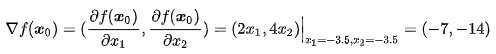 ∇f(x₀) = (∂f(x₀)/∂x₁, ∂f(x₀)/∂x₂) = (2x₁, 4x₂)|ₓ₁₌₋₃.₅,ₓ₂₌₋₃.₅ = (−7, −14)